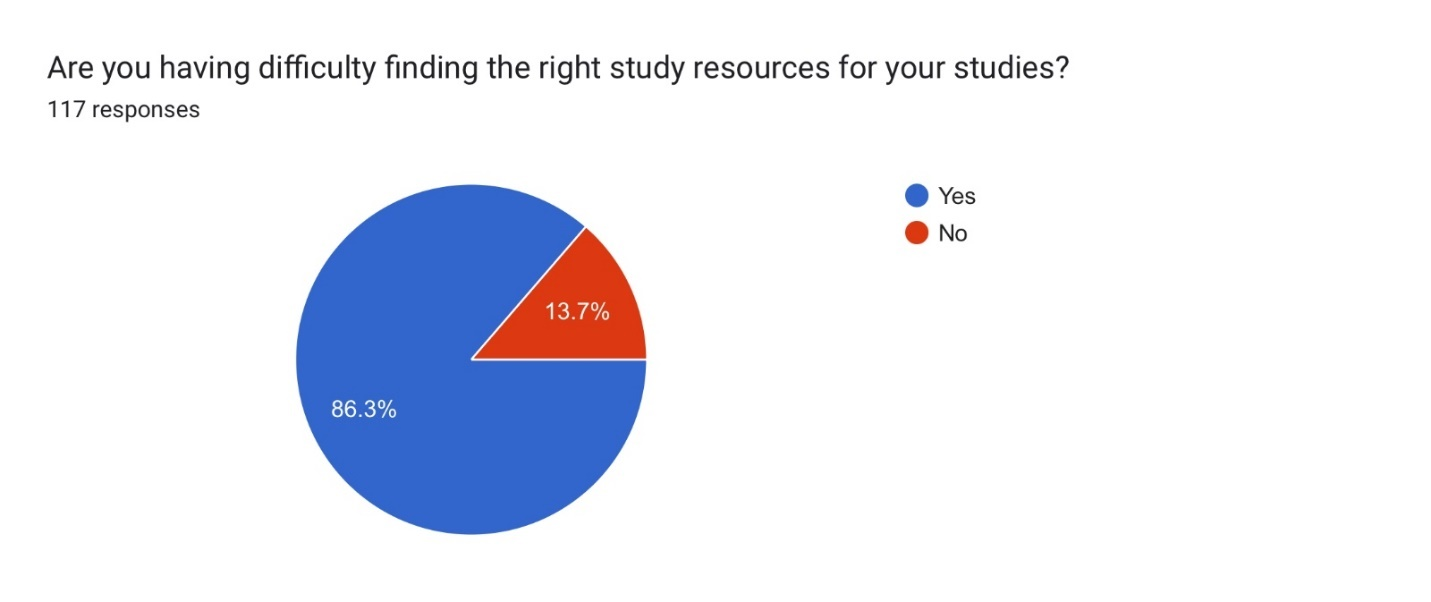 Are you having difficulty finding the right study resources for your studies?
117 responses
Yes
No
13.7%
86.3%